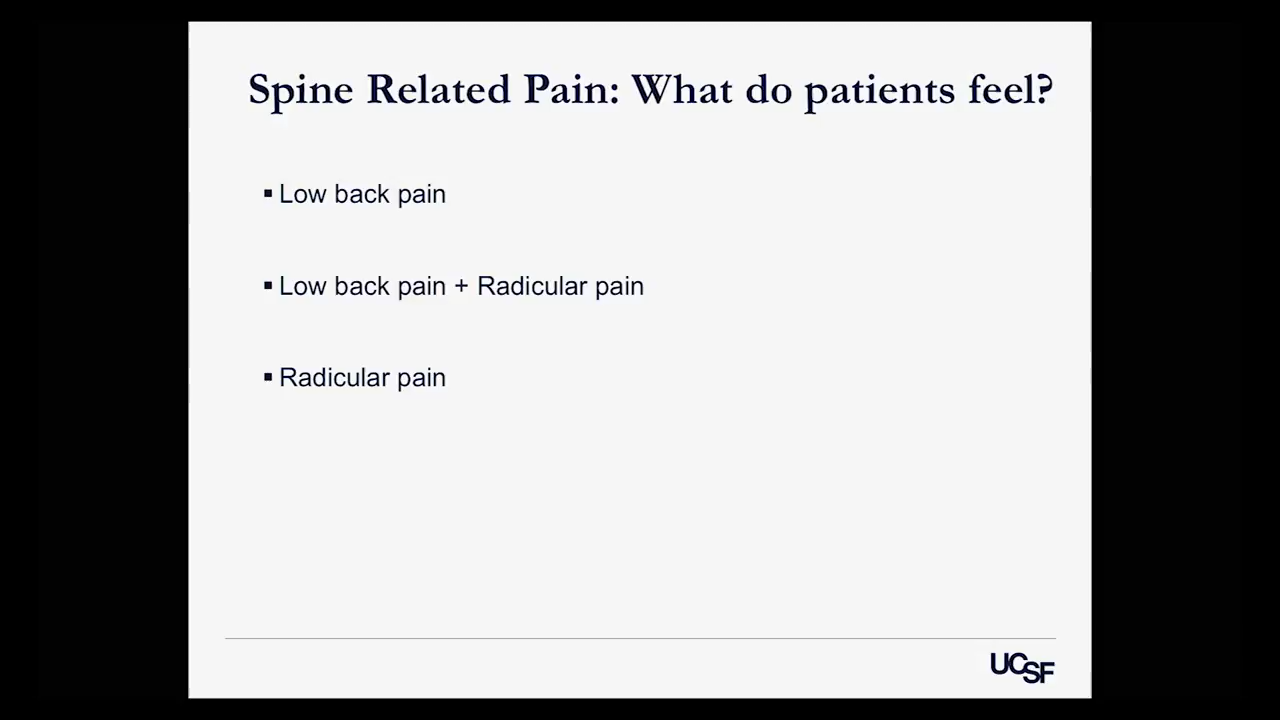 Spine Related Pain: What do patients feel?
▪ Low back pain
▪ Low back pain + Radicular pain
▪ Radicular pain
UCSF